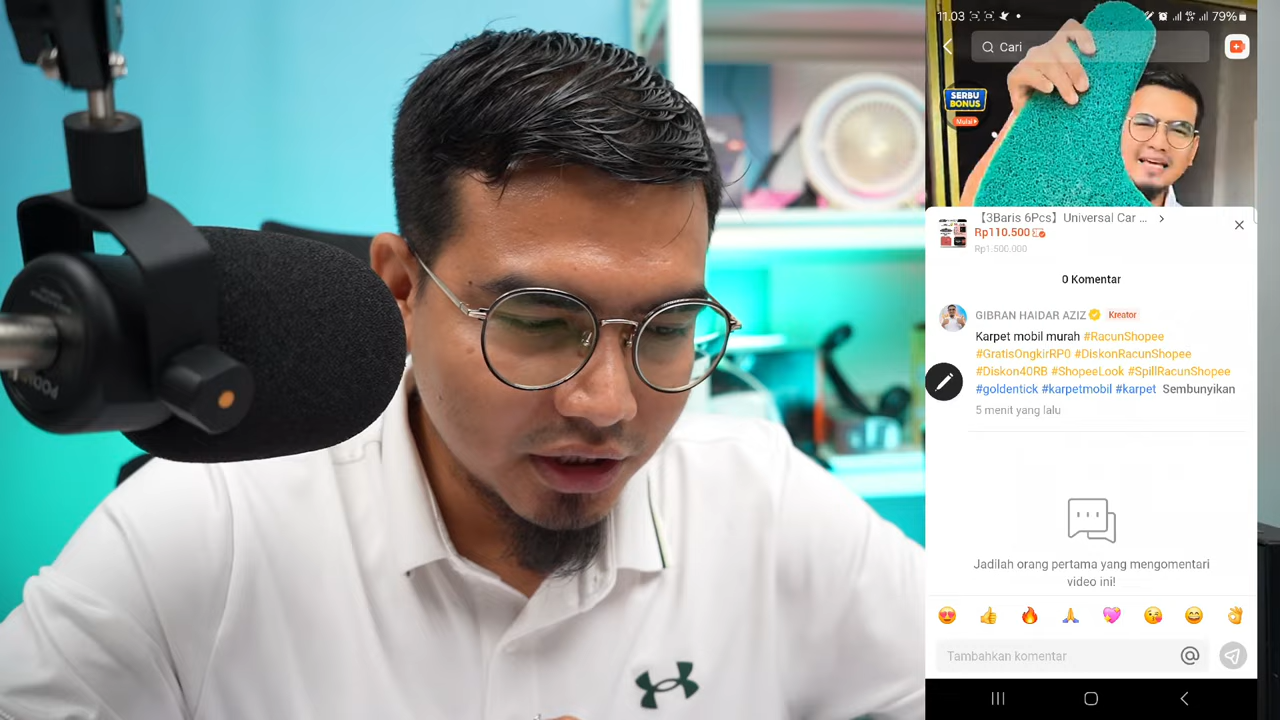 11.03
79%
Cari
SERBU
BONUS
Mulai
【3Baris 6Pcs】Universal Car ...
Rp110.500
Rp1.500.000
0 Komentar
GIBRAN HAIDAR AZIZ Kreator
Karpet mobil murah #RacunShopee
#GratisOngkirRP0 #DiskonRacunShopee
#Diskon40RB #ShopeeLook #SpillRacunShopee
#goldentick #karpetmobil #karpet Sembunyikan
5 menit yang lalu
Jadilah orang pertama yang mengomentari
video ini!
Tambahkan komentar